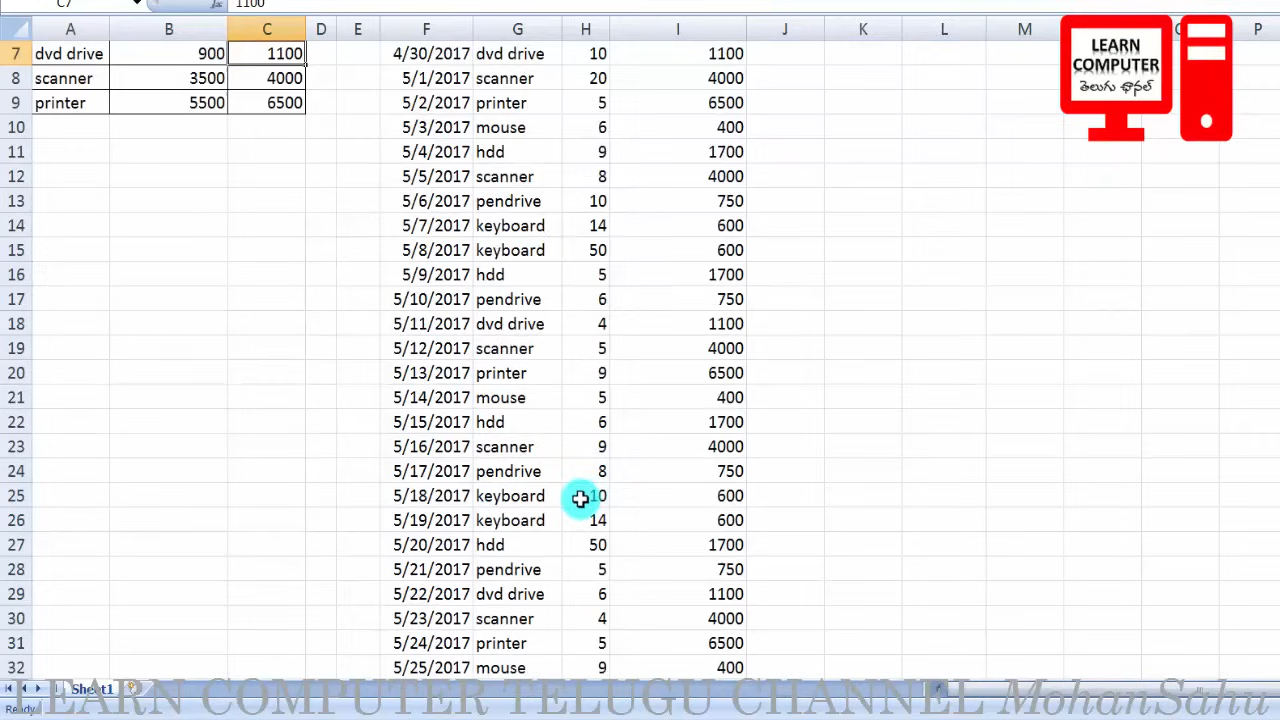 C7 1100
A B C D E F G H I J K L M P
7 dvd drive 900 1100 4/30/2017 dvd drive 10 1100
8 scanner 3500 4000 5/1/2017 scanner 20 4000
9 printer 5500 6500 5/2/2017 printer 5 6500
10 5/3/2017 mouse 6 400
11 5/4/2017 hdd 9 1700
12 5/5/2017 scanner 8 4000
13 5/6/2017 pendrive 10 750
14 5/7/2017 keyboard 14 600
15 5/8/2017 keyboard 50 600
16 5/9/2017 hdd 5 1700
17 5/10/2017 pendrive 6 750
18 5/11/2017 dvd drive 4 1100
19 5/12/2017 scanner 5 4000
20 5/13/2017 printer 9 6500
21 5/14/2017 mouse 5 400
22 5/15/2017 hdd 6 1700
23 5/16/2017 scanner 9 4000
24 5/17/2017 pendrive 8 750
25 5/18/2017 keyboard 10 600
26 5/19/2017 keyboard 14 600
27 5/20/2017 hdd 50 1700
28 5/21/2017 pendrive 5 750
29 5/22/2017 dvd drive 6 1100
30 5/23/2017 scanner 4 4000
31 5/24/2017 printer 5 6500
32 5/25/2017 mouse 9 400
LEARN
COMPUTER
తెలుగు ఛానల్
Sheet1
LEARN COMPUTER TELUGU CHANNEL MohanSahu
Ready